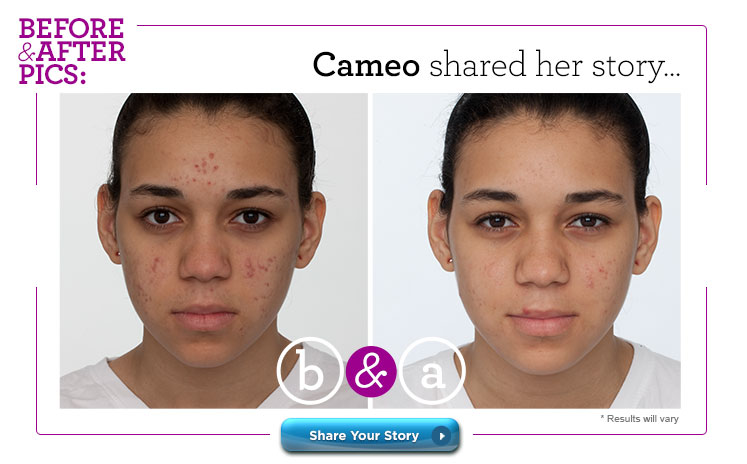 BEFORE
&AFTER
PICS:
Cameo shared her story...
b & a
* Results will vary
Share Your Story